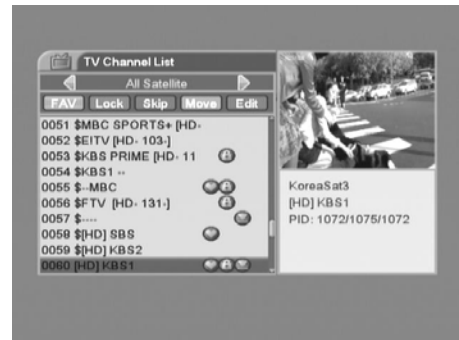 TV Channel List
All Satellite
FAV Lock Skip Move Edit
0051 $MBC SPORTS+ [HD-
0052 $EITV [HD- 103-]
0053 $KBS PRIME [HD- 11
0054 $KBS1 --
0055 $--MBC
0056 $FTV [HD- 131-]
0057 $----
0058 $[HD] SBS
0059 $[HD] KBS2
0060 [HD] KBS1
KoreaSat3
[HD] KBS1
PID: 1072/1075/1072